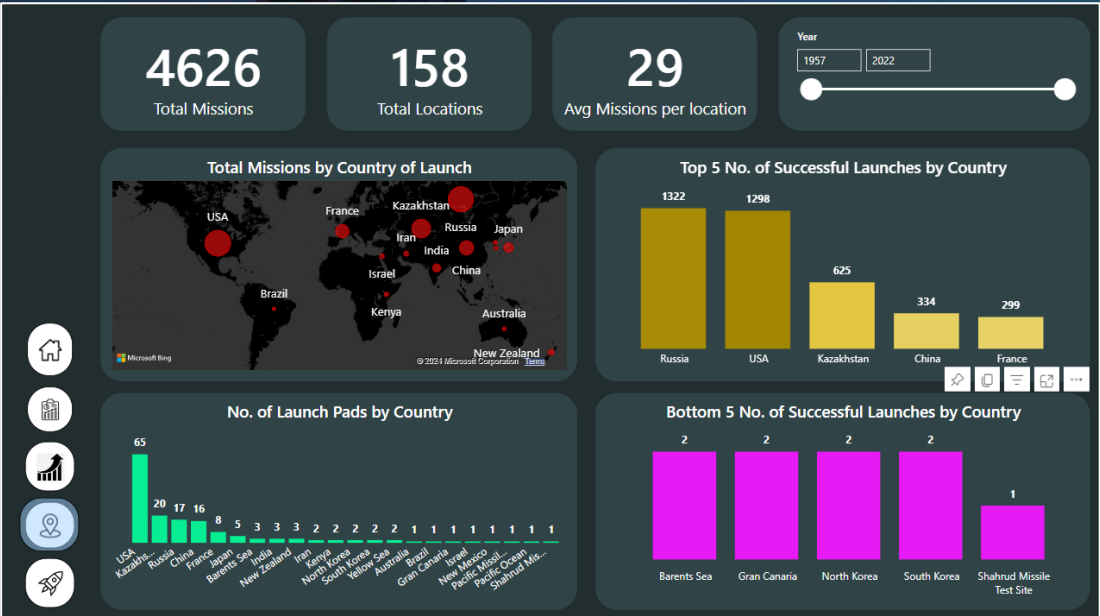 4626
Total Missions
158
Total Locations
29
Avg Missions per location
Year
1957
2022
Total Missions by Country of Launch
USA
France
Kazakhstan
Russia
Japan
Iran
India
China
Israel
Brazil
Kenya
Australia
New Zealand
Microsoft Bing
© 2024 Microsoft Corporation Terms
Top 5 No. of Successful Launches by Country
1322
1298
625
334
299
Russia
USA
Kazakhstan
China
France
No. of Launch Pads by Country
65
20
17
16
8
5
3
3
3
2
2
2
2
2
1
1
1
1
1
1
1
1
USA
Kazakhs...
Russia
China
France
Japan
Barents Sea
India
New Zealand
Iran
Kenya
North Korea
South Korea
Yellow Sea
Australia
Brazil
Gran Canaria
Israel
New Mexico
Pacific Missil...
Pacific Ocean
Shahrud Mis...
Bottom 5 No. of Successful Launches by Country
2
2
2
2
1
Barents Sea
Gran Canaria
North Korea
South Korea
Shahrud Missile
Test Site